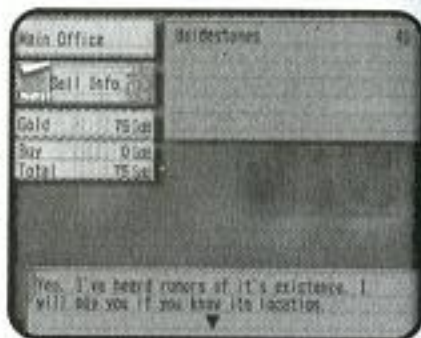 Main Office
Sell Info
Gold 75
Buy 0
Total 75
Yes, I've heard rumors of it's existence. I
will pay you if you know its location.